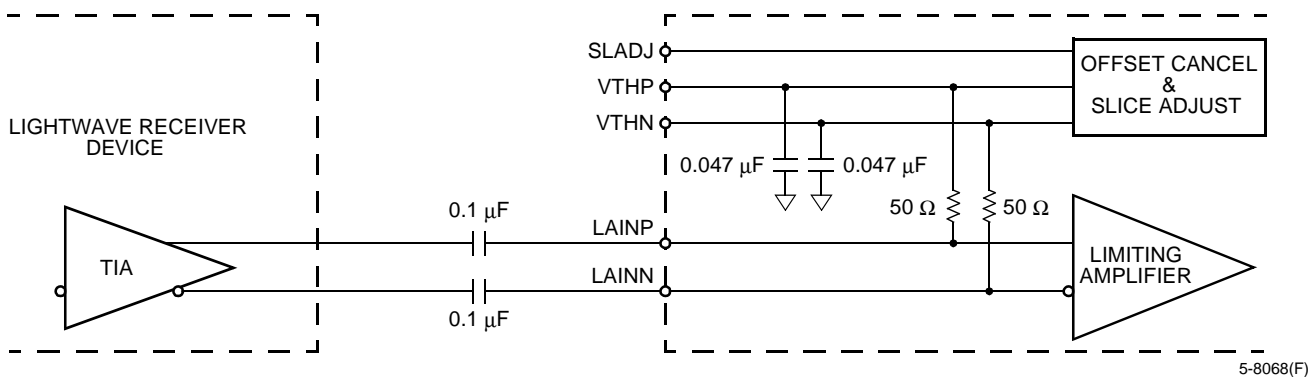 SLADJ
VTHP
VTHN
OFFSET CANCEL
&
SLICE ADJUST
LIGHTWAVE RECEIVER
DEVICE
0.047 μF
0.047 μF
50 Ω
50 Ω
0.1 μF
LAINP
TIA
LIMITING
AMPLIFIER
LAINN
0.1 μF
5-8068(F)